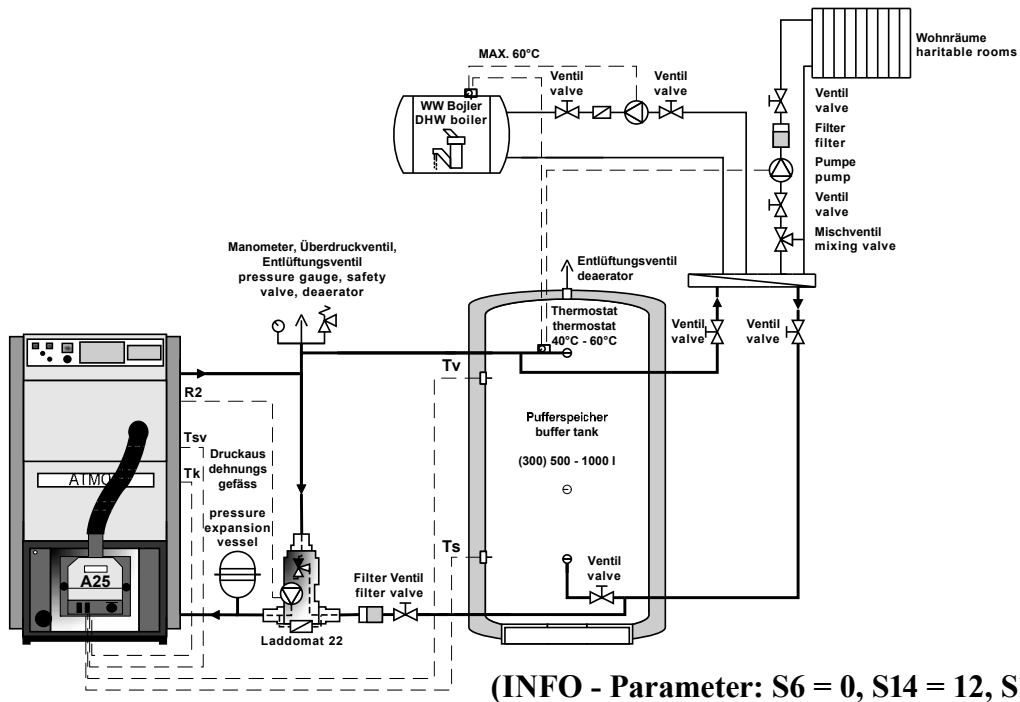 Wohnräume
haritable rooms
MAX. 60°C
Ventil
valve
Ventil
valve
WW Bojler
DHW boiler
Ventil
valve
Filter
filter
Pumpe
pump
Ventil
valve
Mischventil
mixing valve
Manometer, Überdruckventil,
Entlüftungsventil
pressure gauge, safety
valve, deaerator
Entlüftungsventil
deaerator
Thermostat
thermostat
40°C - 60°C
Ventil
valve
Ventil
valve
Tv
R2
Tsv
Tk
Druckaus
dehnungs
gefäss
pressure
expansion
vessel
Pufferspeicher
buffer tank
(300) 500 - 1000 l
Ts
A25
Filter Ventil
filter valve
Ventil
valve
Laddomat 22
(INFO - Parameter: S6 = 0, S14 = 12, S